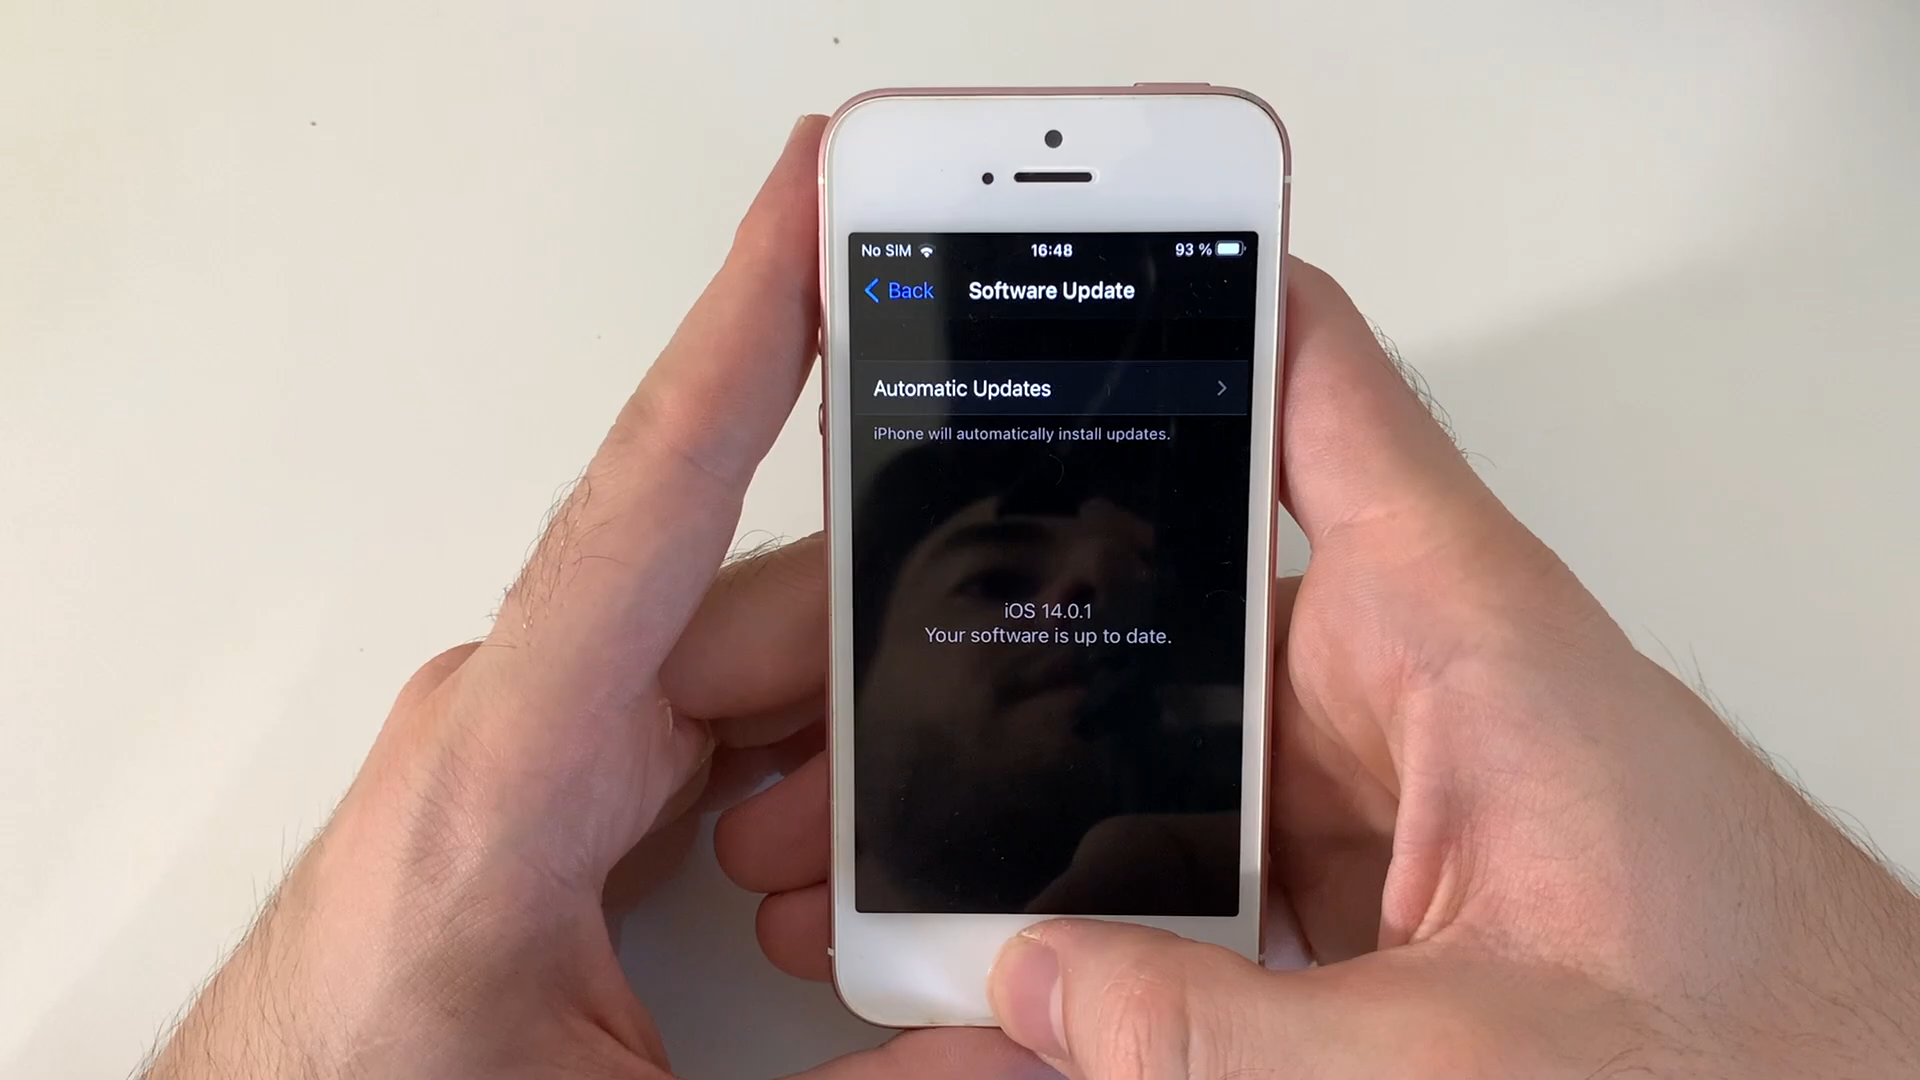 No SIM 16:48 93 %
Back Software Update
Automatic Updates
iPhone will automatically install updates.
iOS 14.0.1
Your software is up to date.